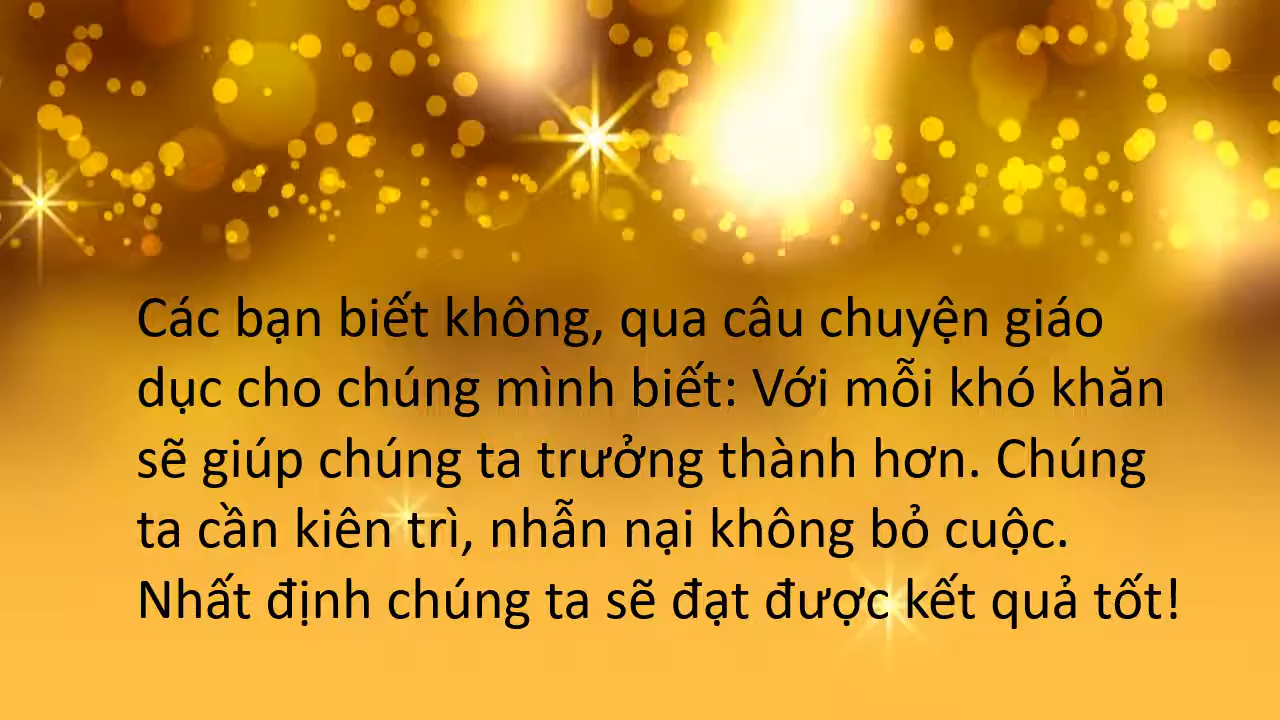 Các bạn biết không, qua câu chuyện giáo
dục cho chúng mình biết: Với mỗi khó khăn
sẽ giúp chúng ta trưởng thành hơn. Chúng
ta cần kiên trì, nhẫn nại không bỏ cuộc.
Nhất định chúng ta sẽ đạt được kết quả tốt!